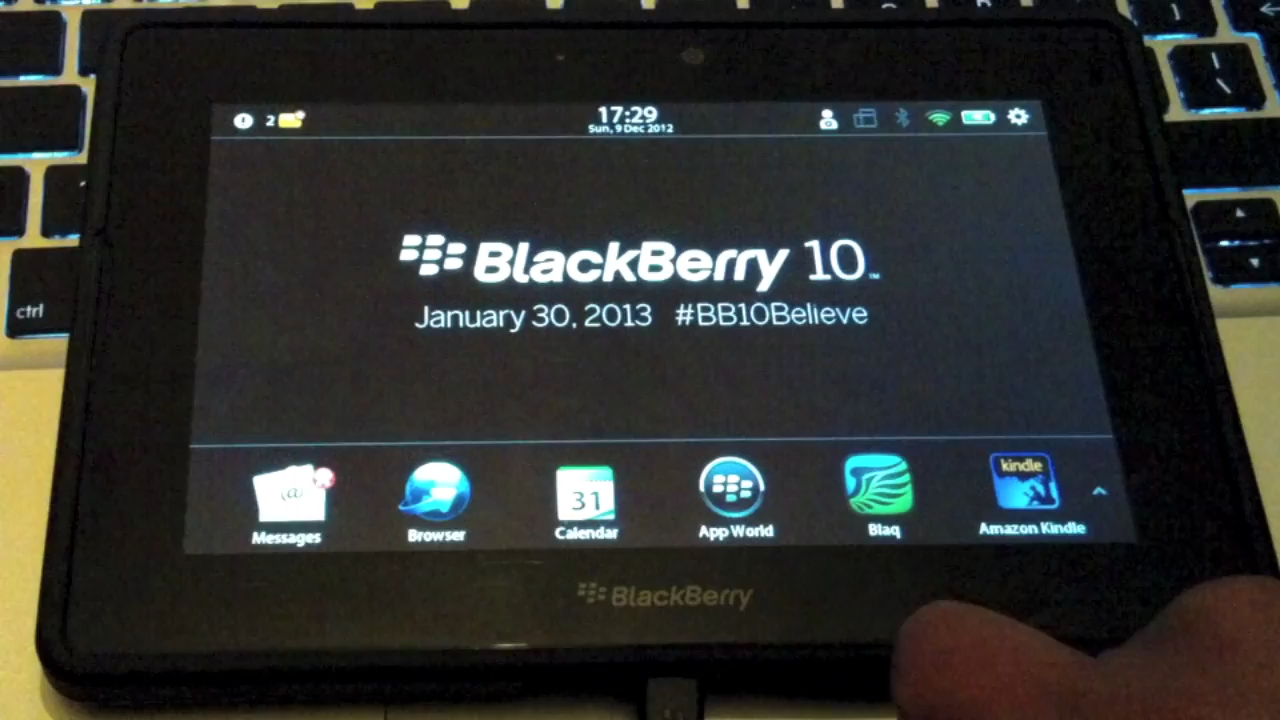 2
17:29
Sun, 9 Dec 2012
BlackBerry 10™
January 30, 2013 #BB10Believe
@
31
kindle
Messages
Browser
Calendar
App World
Blaq
Amazon Kindle
BlackBerry
ctrl